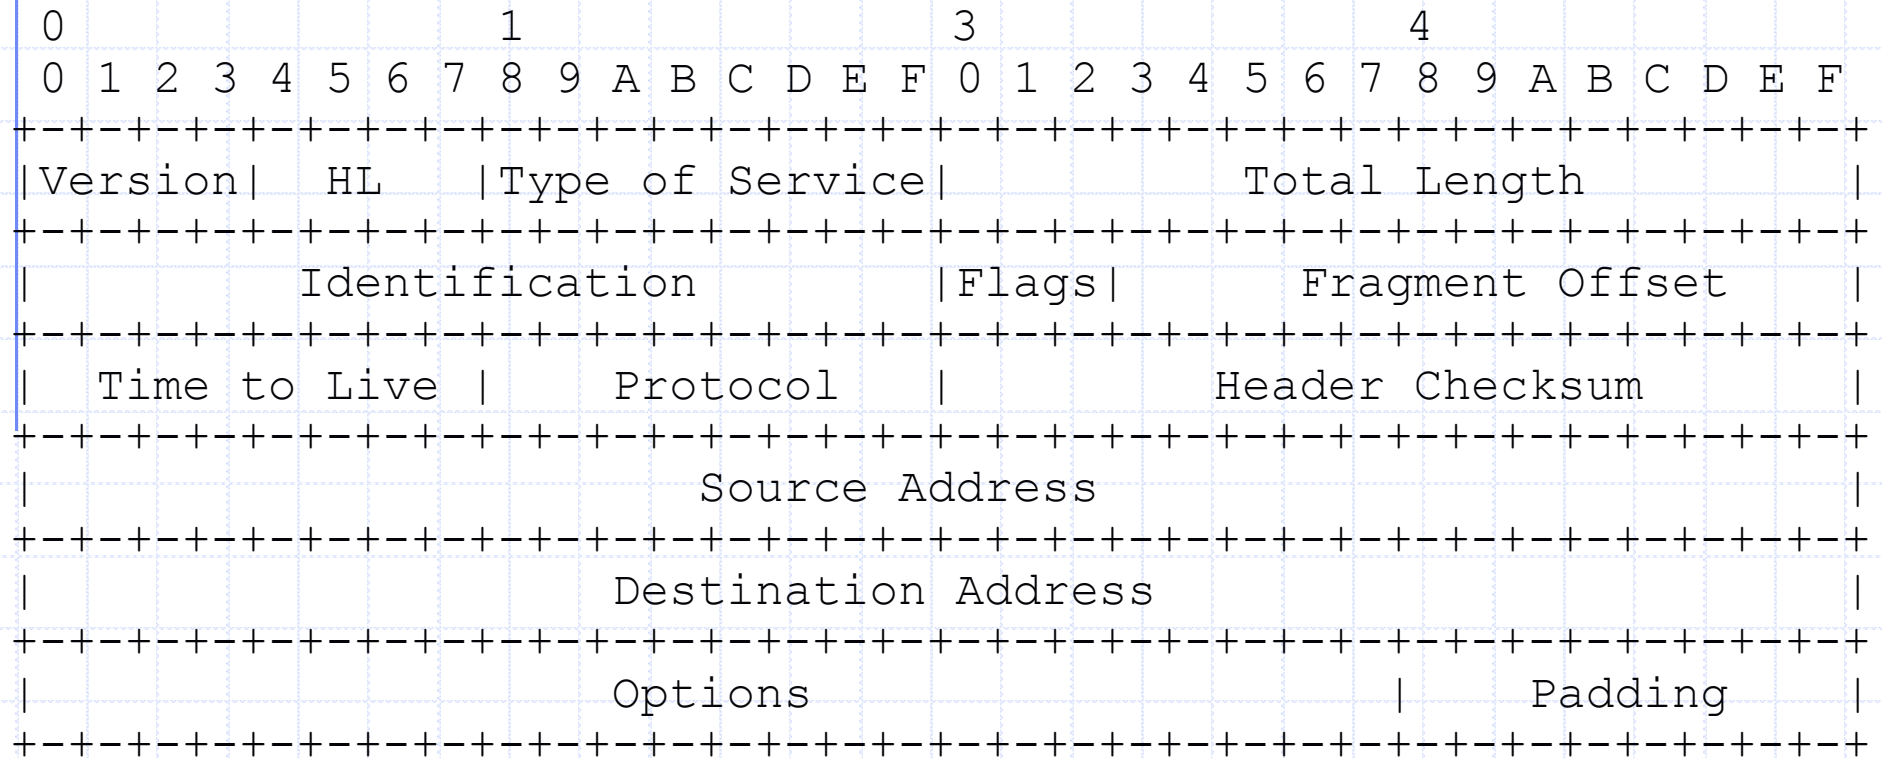 0 1 3 4
0 1 2 3 4 5 6 7 8 9 A B C D E F 0 1 2 3 4 5 6 7 8 9 A B C D E F
+-+-+-+-+-+-+-+-+-+-+-+-+-+-+-+-+-+-+-+-+-+-+-+-+-+-+-+-+-+-+-+-+
|Version| HL |Type of Service| Total Length |
+-+-+-+-+-+-+-+-+-+-+-+-+-+-+-+-+-+-+-+-+-+-+-+-+-+-+-+-+-+-+-+-+
| Identification |Flags| Fragment Offset |
+-+-+-+-+-+-+-+-+-+-+-+-+-+-+-+-+-+-+-+-+-+-+-+-+-+-+-+-+-+-+-+-+
| Time to Live | Protocol | Header Checksum |
+-+-+-+-+-+-+-+-+-+-+-+-+-+-+-+-+-+-+-+-+-+-+-+-+-+-+-+-+-+-+-+-+
| Source Address |
+-+-+-+-+-+-+-+-+-+-+-+-+-+-+-+-+-+-+-+-+-+-+-+-+-+-+-+-+-+-+-+-+
| Destination Address |
+-+-+-+-+-+-+-+-+-+-+-+-+-+-+-+-+-+-+-+-+-+-+-+-+-+-+-+-+-+-+-+-+
| Options | Padding |
+-+-+-+-+-+-+-+-+-+-+-+-+-+-+-+-+-+-+-+-+-+-+-+-+-+-+-+-+-+-+-+-+